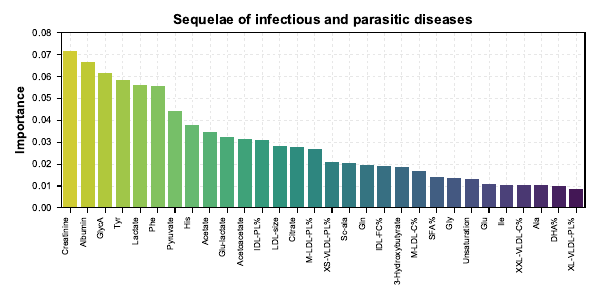 Sequelae of infectious and parasitic diseases
Importance
0.08
0.07
0.06
0.05
0.04
0.03
0.02
0.01
0.00
Creatinine
Albumin
GlycA
Tyr
Lactate
Phe
Pyruvate
His
Acetate
Glu-lactate
Acetoacetate
IDL-PL%
LDL-size
Citrate
M-LDL-PL%
XS-VLDL-PL%
Sc-ala
Gln
IDL-FC%
3-Hydroxybutyrate
M-LDL-C%
SFA%
Gly
Unsaturation
Glu
Ile
XXL-VLDL-C%
Ala
DHA%
XL-VLDL-PL%